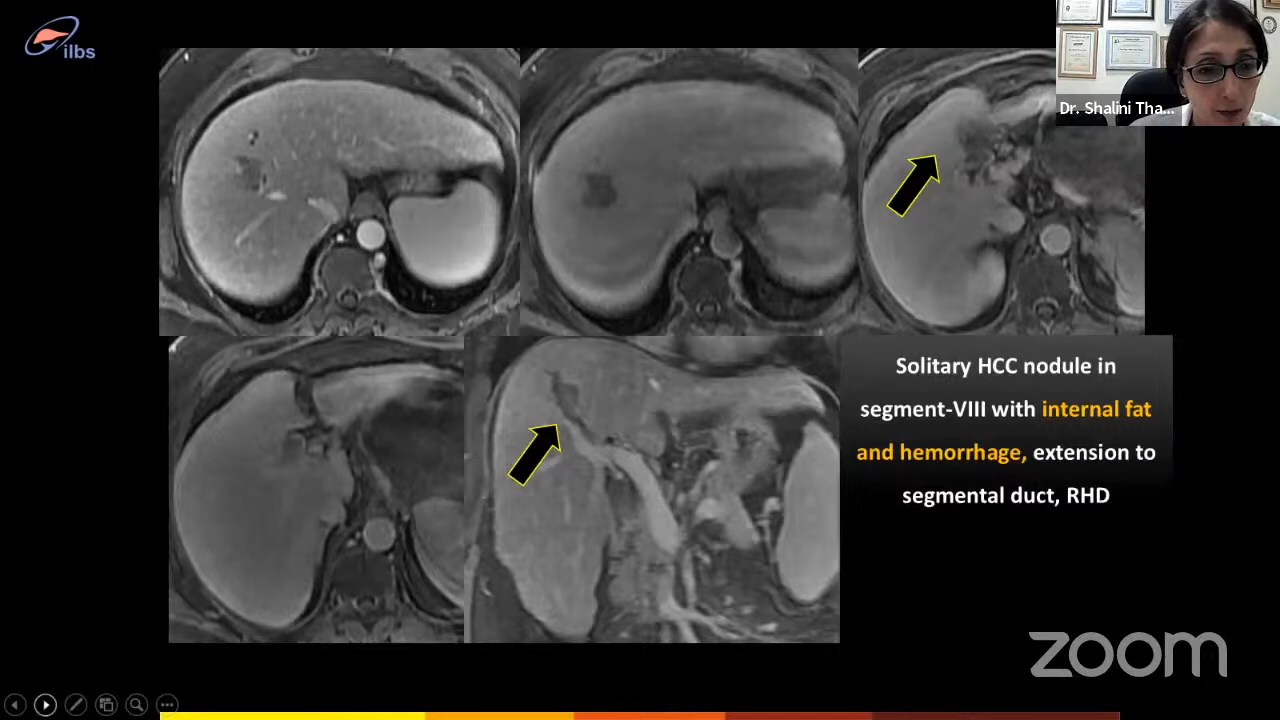 ilbs
Dr. Shalini Tha...
Solitary HCC nodule in
segment-VIII with internal fat
and hemorrhage, extension to
segmental duct, RHD
zoom